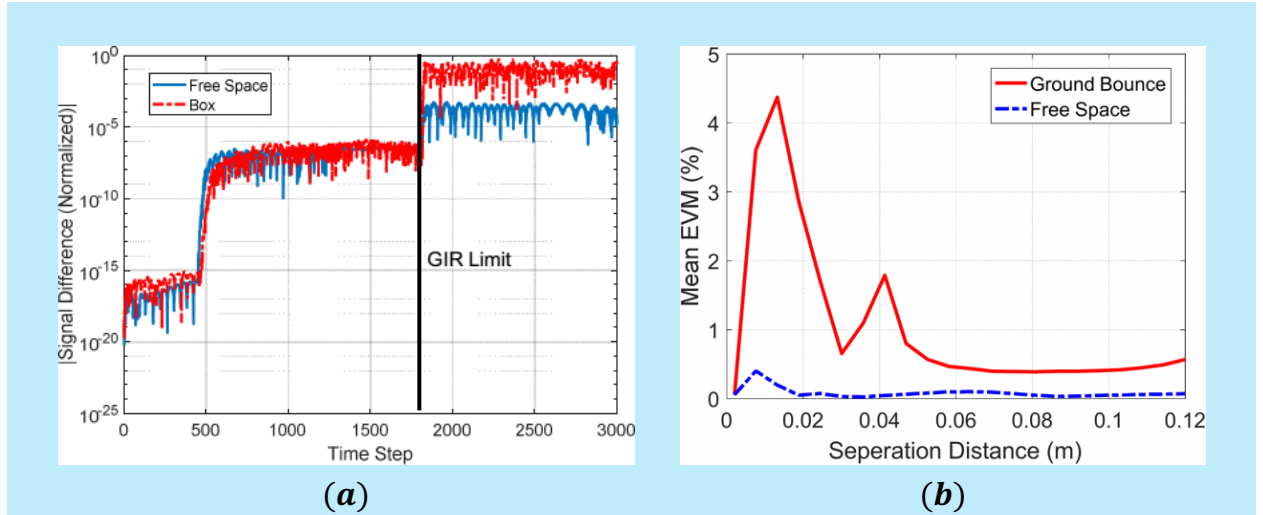 10^0
10^-5
10^-10
10^-15
10^-20
10^-25
|Signal Difference (Normalized)|
Free Space
Box
GIR Limit
0 500 1000 1500 2000 2500 3000
Time Step
(a)
5
4
3
2
1
0
Mean EVM (%)
Ground Bounce
Free Space
0 0.02 0.04 0.06 0.08 0.1 0.12
Seperation Distance (m)
(b)